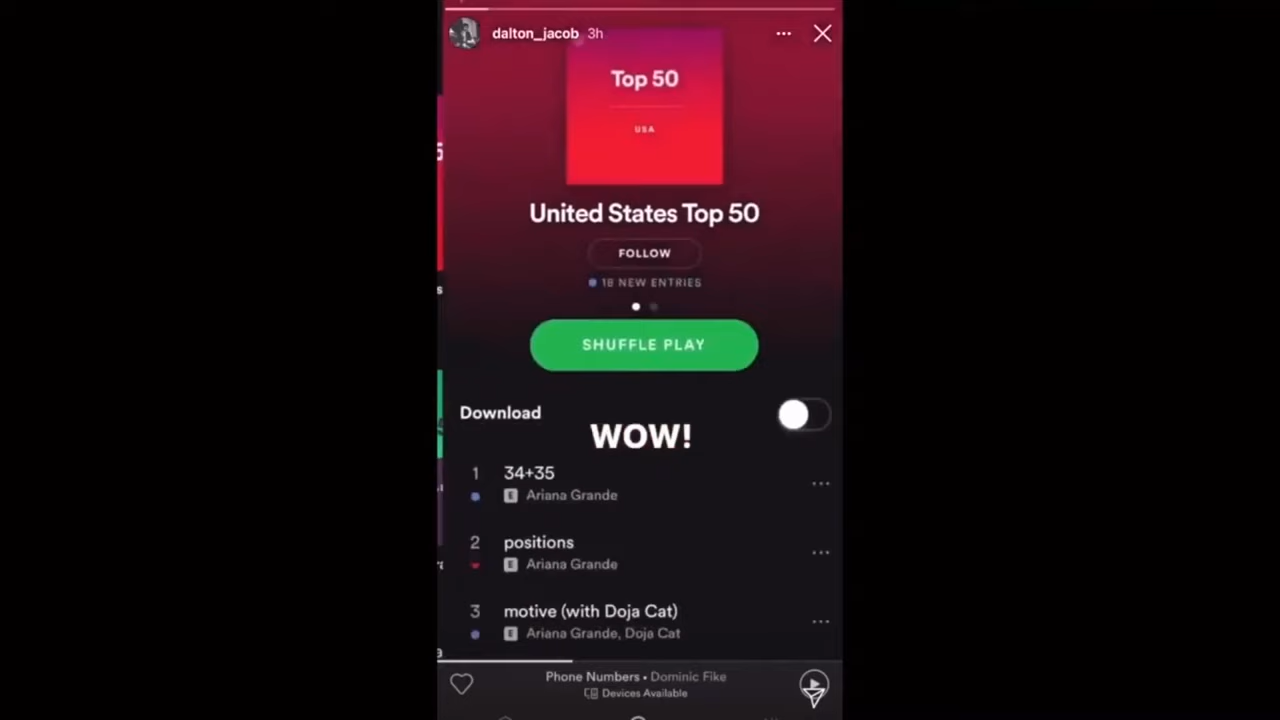 dalton_jacob 3h
Top 50
USA
United States Top 50
FOLLOW
18 NEW ENTRIES
SHUFFLE PLAY
Download
WOW!
1 34+35
E Ariana Grande
2 positions
E Ariana Grande
3 motive (with Doja Cat)
E Ariana Grande, Doja Cat
Phone Numbers • Dominic Fike
Devices Available